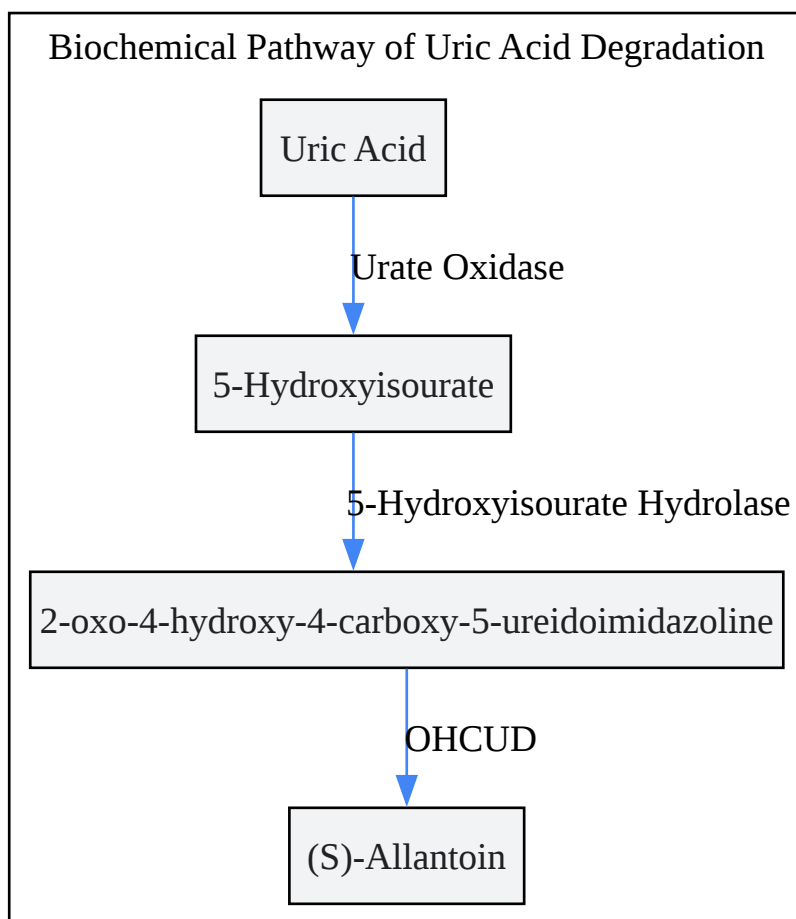 Biochemical Pathway of Uric Acid Degradation
Uric Acid
Urate Oxidase
5-Hydroxyisourate
5-Hydroxyisourate Hydrolase
2-oxo-4-hydroxy-4-carboxy-5-ureidoimidazoline
OHCUD
(S)-Allantoin